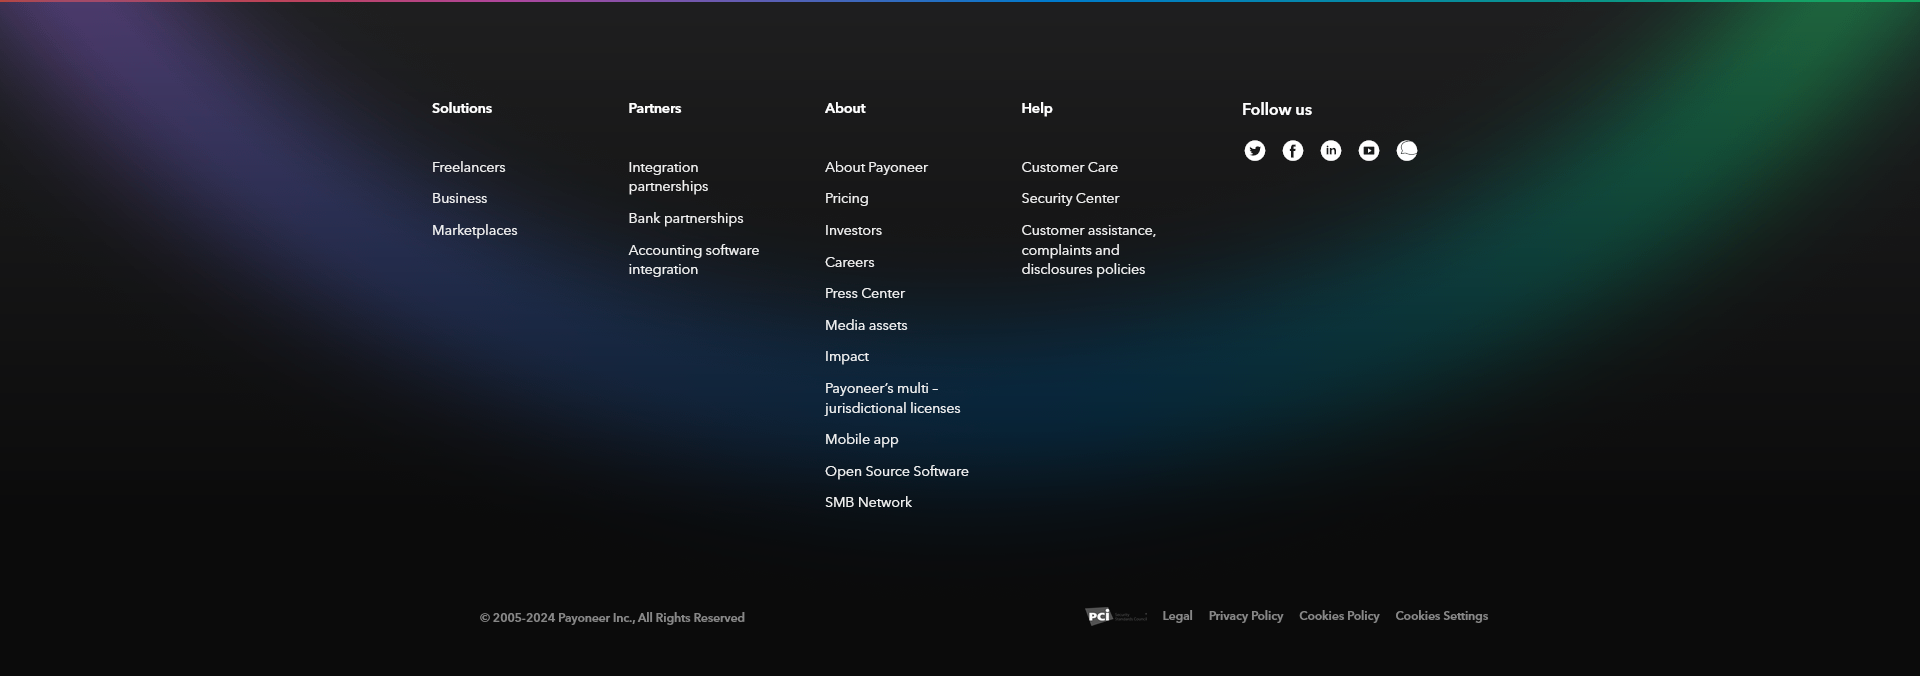 Solutions
Freelancers
Business
Marketplaces
Partners
Integration
partnerships
Bank partnerships
Accounting software
integration
About
About Payoneer
Pricing
Investors
Careers
Press Center
Media assets
Impact
Payoneer’s multi –
jurisdictional licenses
Mobile app
Open Source Software
SMB Network
Help
Customer Care
Security Center
Customer assistance,
complaints and
disclosures policies
Follow us
© 2005-2024 Payoneer Inc., All Rights Reserved
PCi
Legal
Privacy Policy
Cookies Policy
Cookies Settings